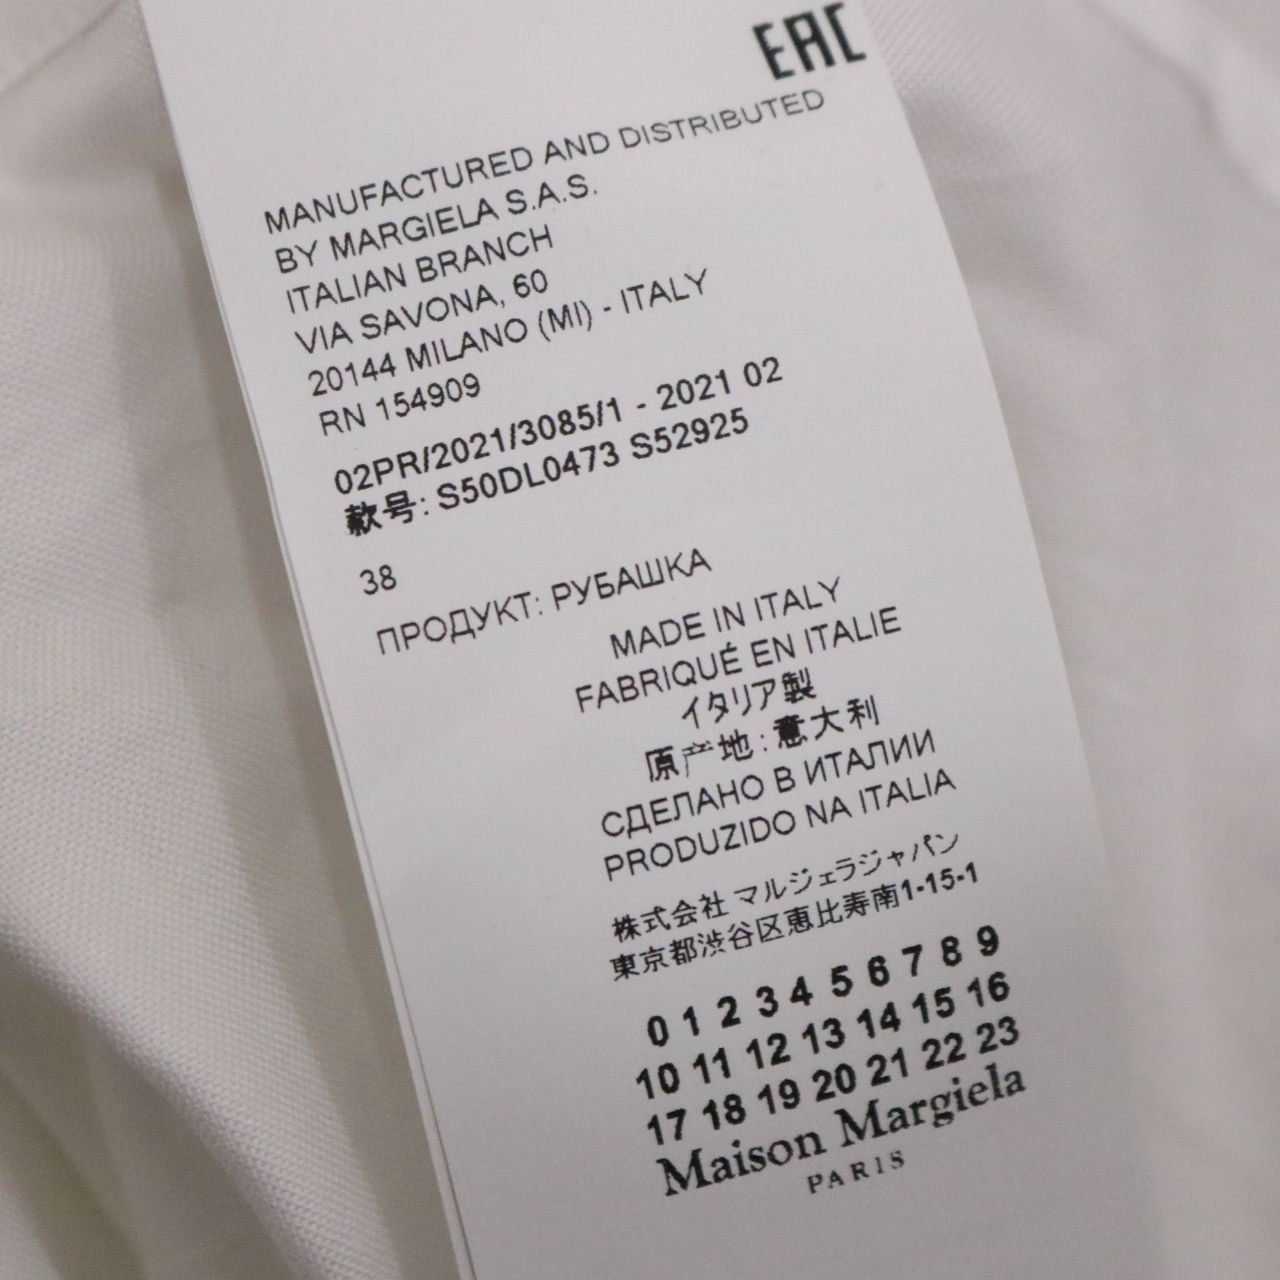 EAC
MANUFACTURED AND DISTRIBUTED
BY MARGIELA S.A.S.
ITALIAN BRANCH
VIA SAVONA, 60
20144 MILANO (MI) - ITALY
RN 154909
02PR/2021/3085/1 - 2021 02
款号: S50DL0473 S52925
38
ПРОДУКТ: РУБАШКА
MADE IN ITALY
FABRIQUÉ EN ITALIE
イタリア製
原产地: 意大利
СДЕЛАНО В ИТАЛИИ
PRODUZIDO NA ITALIA
株式会社 マルジェラジャパン
東京都渋谷区恵比寿南1-15-1
0 1 2 3 4 5 6 7 8 9
10 11 12 13 14 15 16
17 18 19 20 21 22 23
Maison Margiela
PARIS